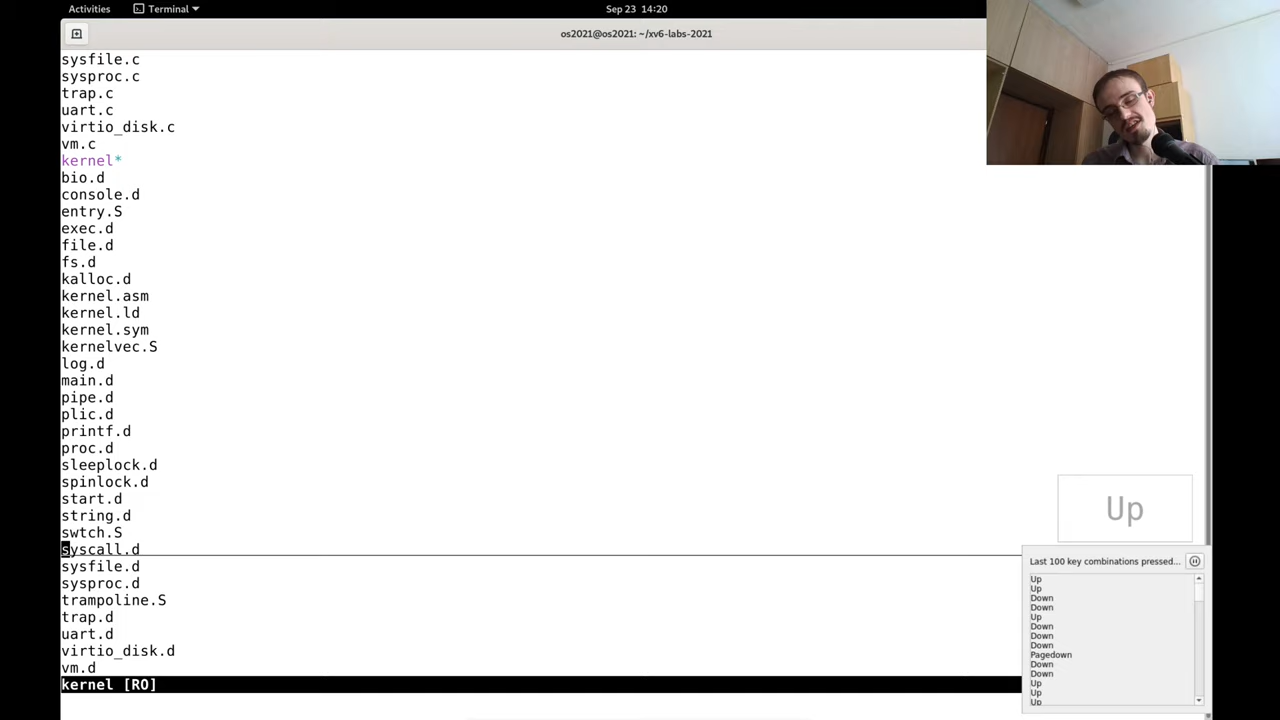 Activities
Terminal
Sep 23 14:20
os2021@os2021: ~/xv6-labs-2021
sysfile.c
sysproc.c
trap.c
uart.c
virtio_disk.c
vm.c
kernel*
bio.d
console.d
entry.S
exec.d
file.d
fs.d
kalloc.d
kernel.asm
kernel.ld
kernel.sym
kernelvec.S
log.d
main.d
pipe.d
plic.d
printf.d
proc.d
sleeplock.d
spinlock.d
start.d
string.d
swtch.S
syscall.d
sysfile.d
sysproc.d
trampoline.S
trap.d
uart.d
virtio_disk.d
vm.d
kernel [RO]
Up
Last 100 key combinations pressed...
Up
Up
Down
Down
Up
Down
Down
Down
Pagedown
Down
Down
Up
Up
Up